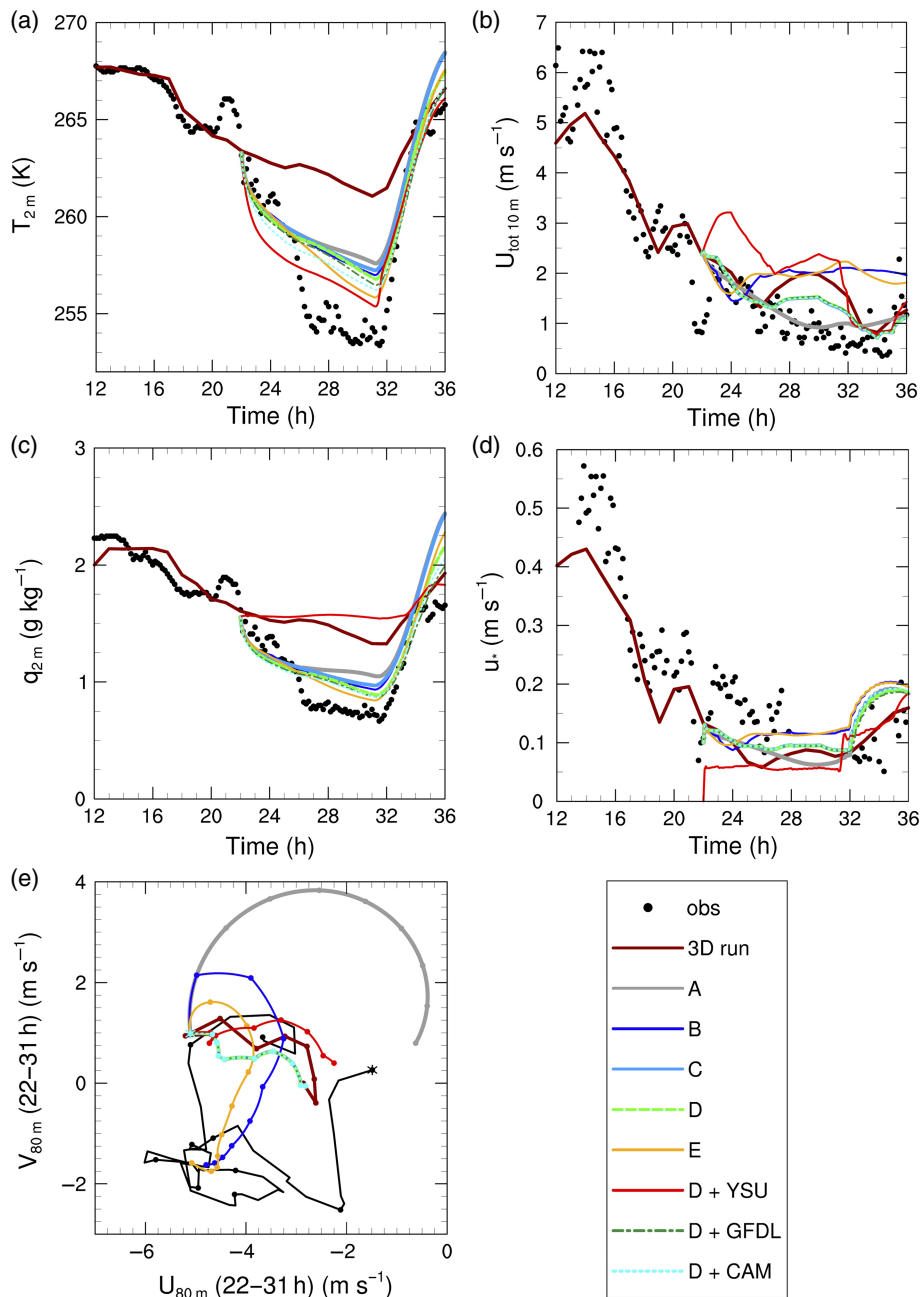 (a)
270
265
260
255
T2 m (K)
12 16 20 24 28 32 36
Time (h)
(b)
7
6
5
4
3
2
1
0
Utot 10 m (m s−1)
12 16 20 24 28 32 36
Time (h)
(c)
3
2
1
0
q2 m (g kg−1)
12 16 20 24 28 32 36
Time (h)
(d)
0.6
0.5
0.4
0.3
0.2
0.1
0
u* (m s−1)
12 16 20 24 28 32 36
Time (h)
(e)
4
2
0
−2
V80 m (22−31 h) (m s−1)
−6 −4 −2 0
U80 m (22−31 h) (m s−1)
obs
3D run
A
B
C
D
E
D + YSU
D + GFDL
D + CAM